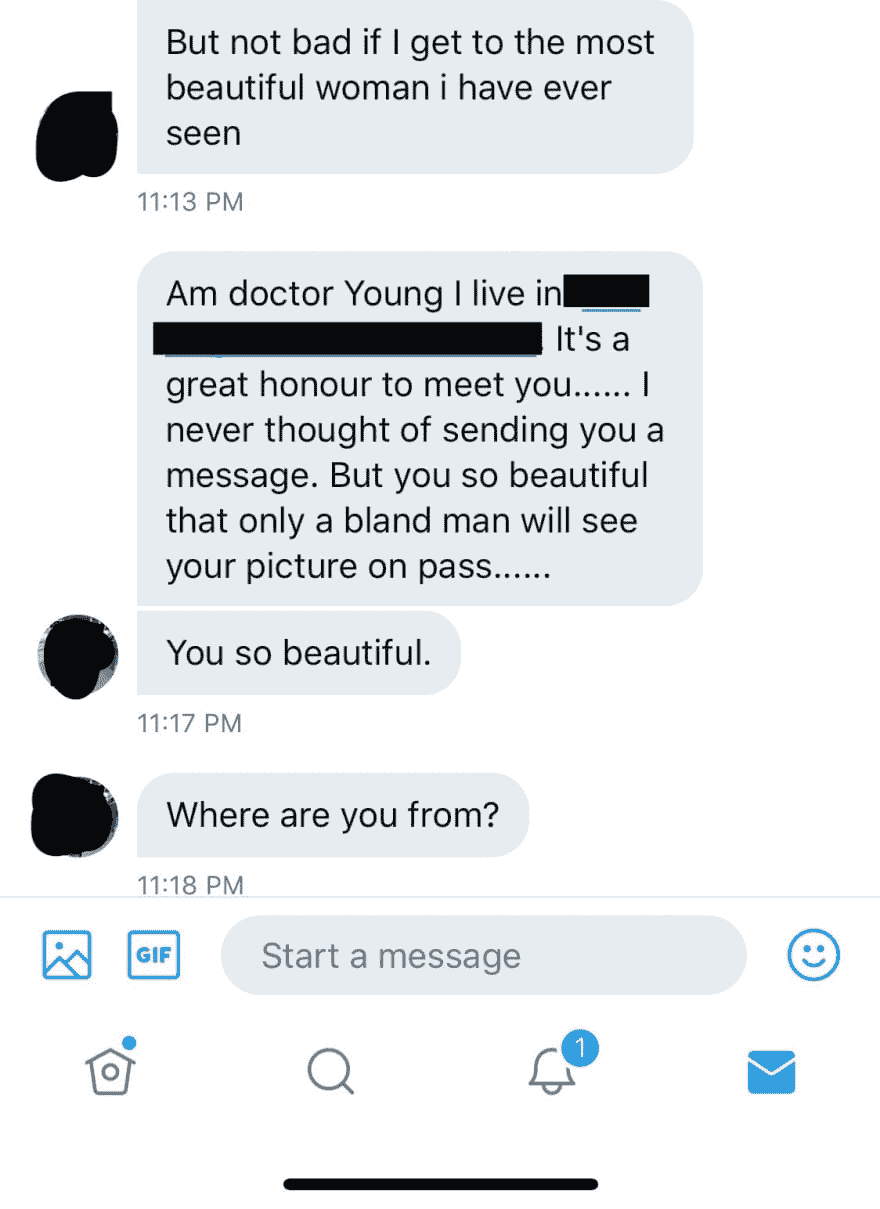 But not bad if I get to the most
beautiful woman i have ever
seen
11:13 PM
Am doctor Young I live in
It's a
great honour to meet you...... I
never thought of sending you a
message. But you so beautiful
that only a bland man will see
your picture on pass......
You so beautiful.
11:17 PM
Where are you from?
11:18 PM
GIF
Start a message
1